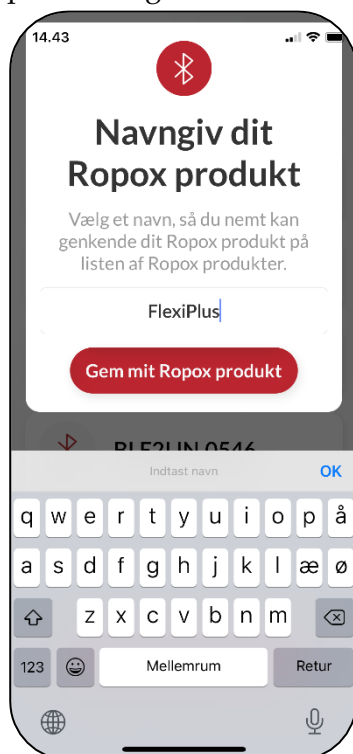 14.43
Navngiv dit
Ropox produkt
Vælg et navn, så du nemt kan
genkende dit Ropox produkt på
listen af Ropox produkter.
FlexiPlus
Gem mit Ropox produkt
Indtast navn
OK
q w e r t y u i o p å
a s d f g h j k l æ ø
z x c v b n m
123
Mellemrum
Retur